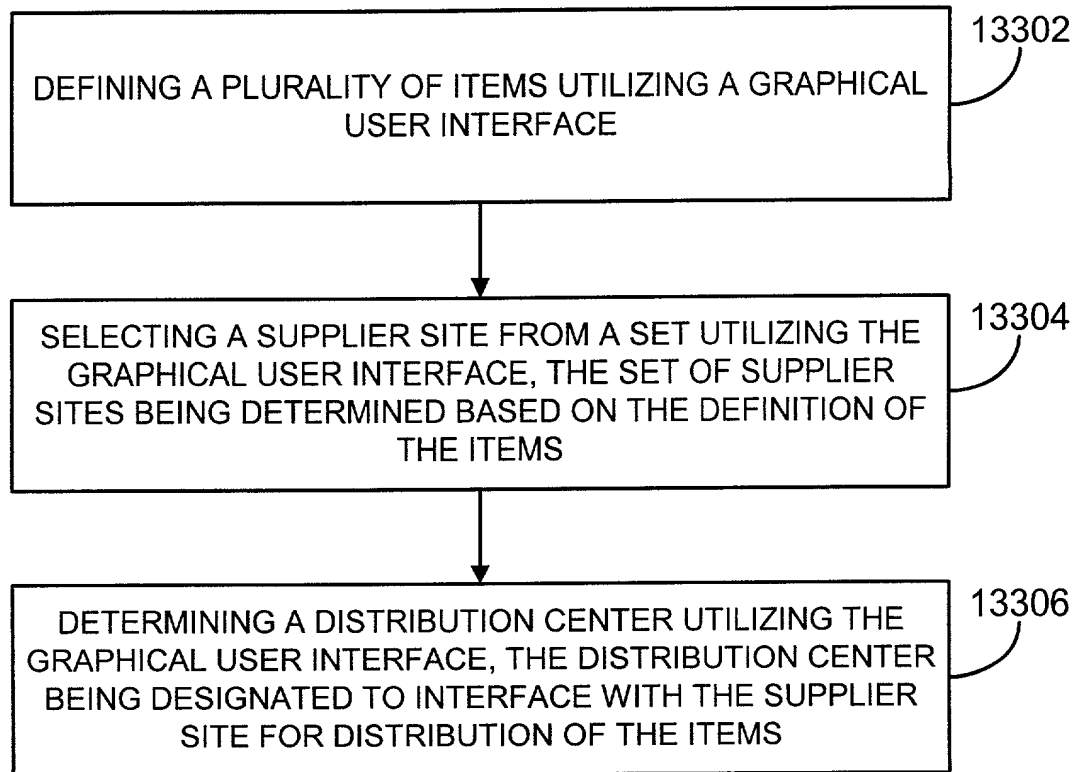 13302
DEFINING A PLURALITY OF ITEMS UTILIZING A GRAPHICAL
USER INTERFACE
13304
SELECTING A SUPPLIER SITE FROM A SET UTILIZING THE
GRAPHICAL USER INTERFACE, THE SET OF SUPPLIER
SITES BEING DETERMINED BASED ON THE DEFINITION OF
THE ITEMS
13306
DETERMINING A DISTRIBUTION CENTER UTILIZING THE
GRAPHICAL USER INTERFACE, THE DISTRIBUTION CENTER
BEING DESIGNATED TO INTERFACE WITH THE SUPPLIER
SITE FOR DISTRIBUTION OF THE ITEMS